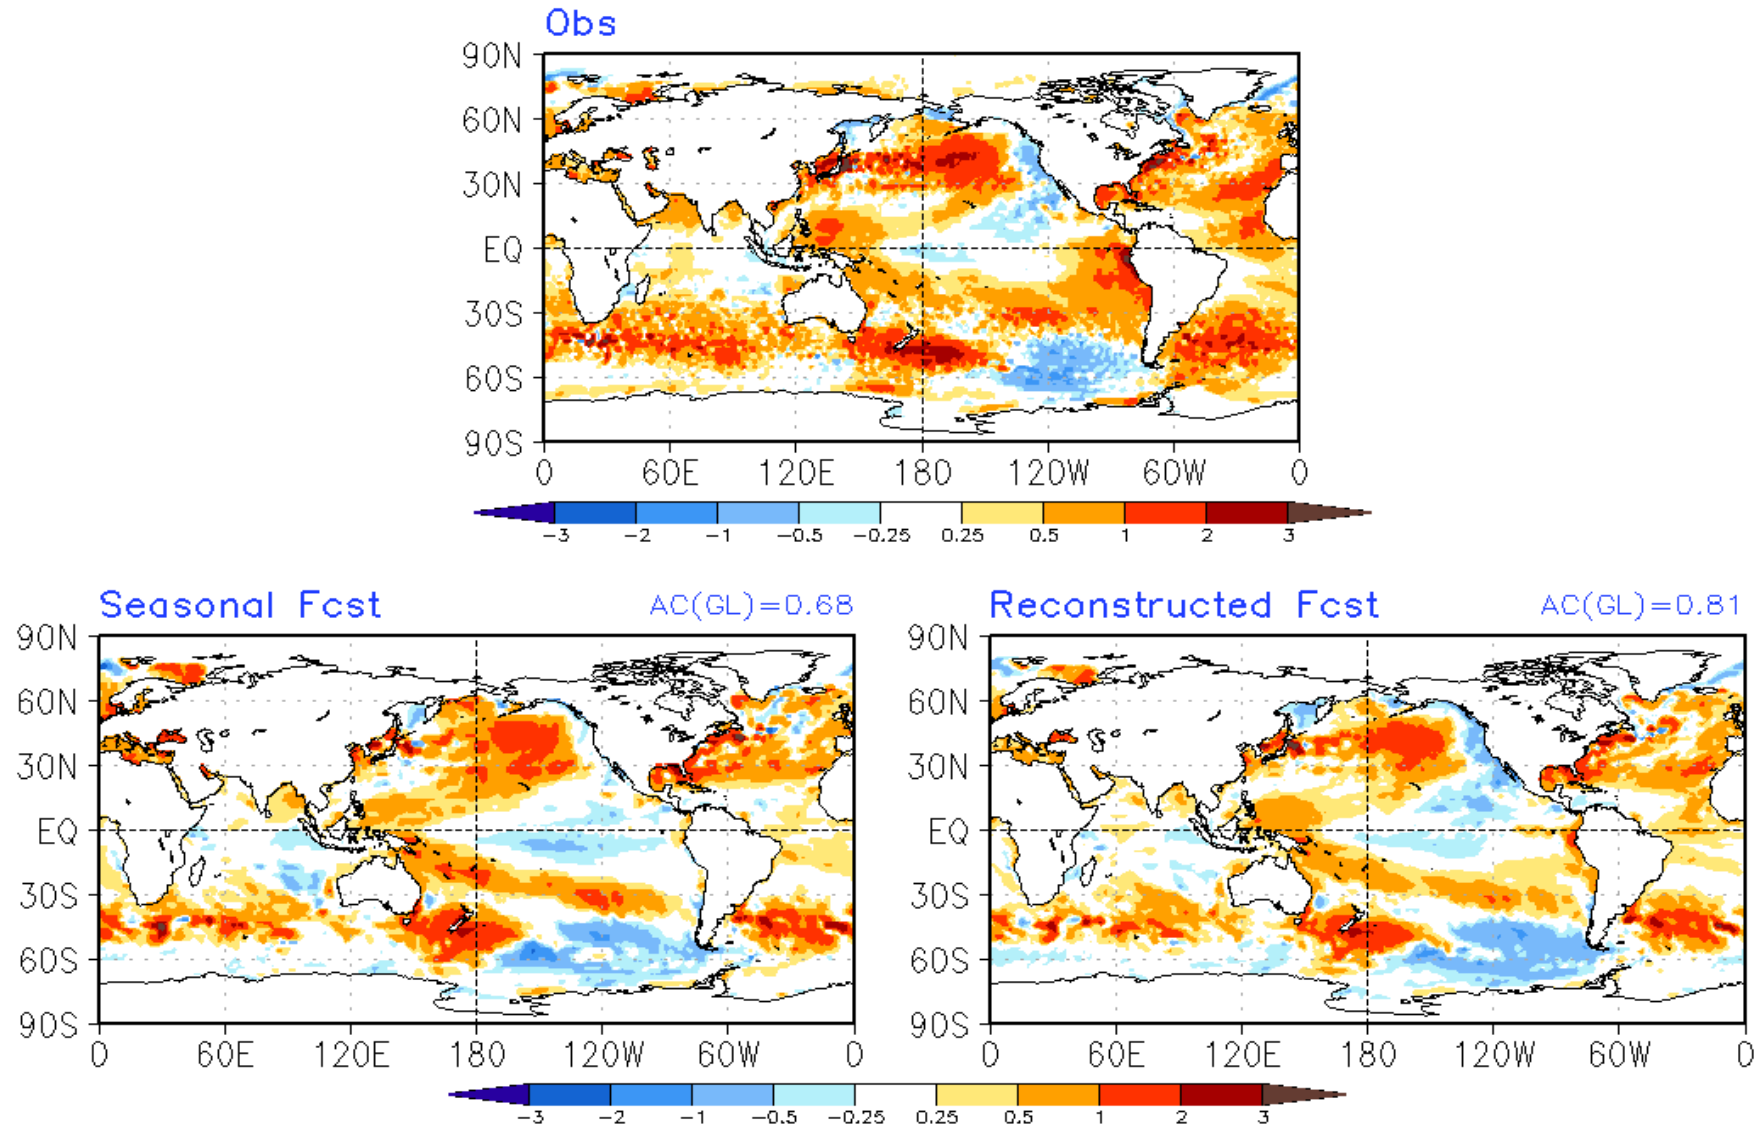 Obs
90N
60N
30N
EQ
30S
60S
90S
0 60E 120E 180 120W 60W 0
-3 -2 -1 -0.5 -0.25 0.25 0.5 1 2 3
Seasonal Fcst AC(GL)=0.68
90N
60N
30N
EQ
30S
60S
90S
0 60E 120E 180 120W 60W 0
Reconstructed Fcst AC(GL)=0.81
90N
60N
30N
EQ
30S
60S
90S
0 60E 120E 180 120W 60W 0
-3 -2 -1 -0.5 -0.25 0.25 0.5 1 2 3